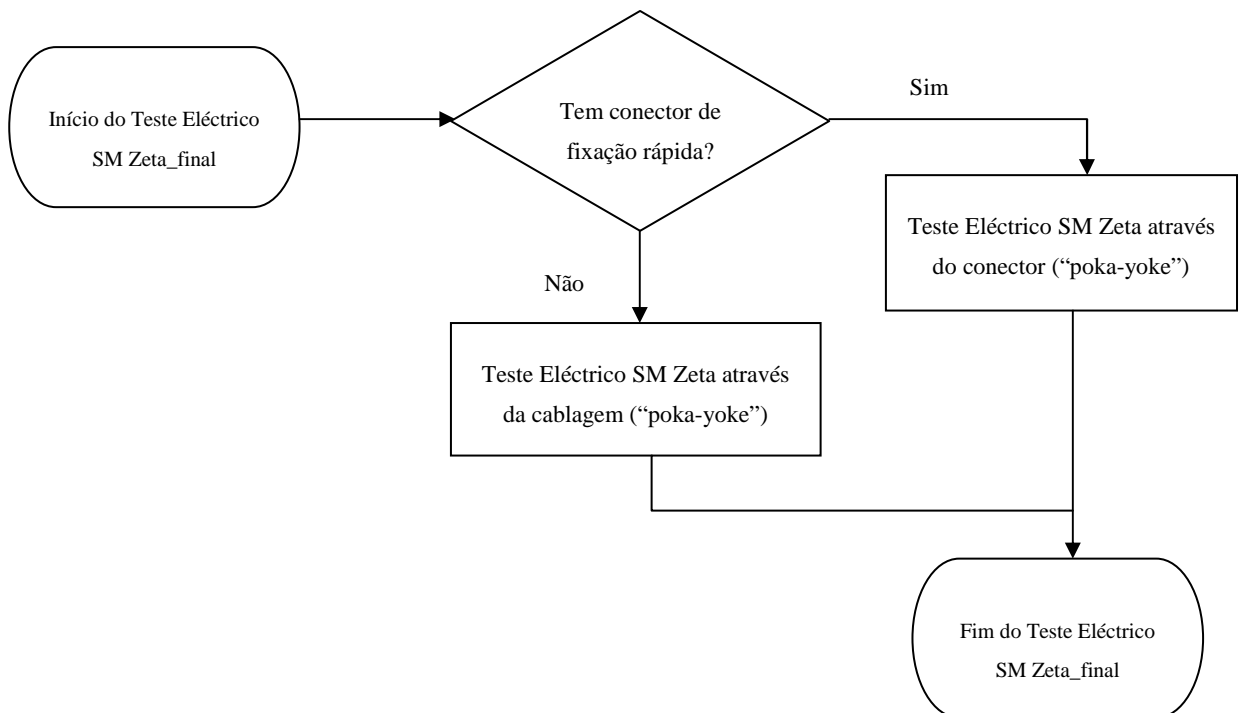 Início do Teste Eléctrico
SM Zeta_final
Tem conector de
fixação rápida?
Sim
Teste Eléctrico SM Zeta através
do conector (“poka-yoke”)
Não
Teste Eléctrico SM Zeta através
da cablagem (“poka-yoke”)
Fim do Teste Eléctrico
SM Zeta_final